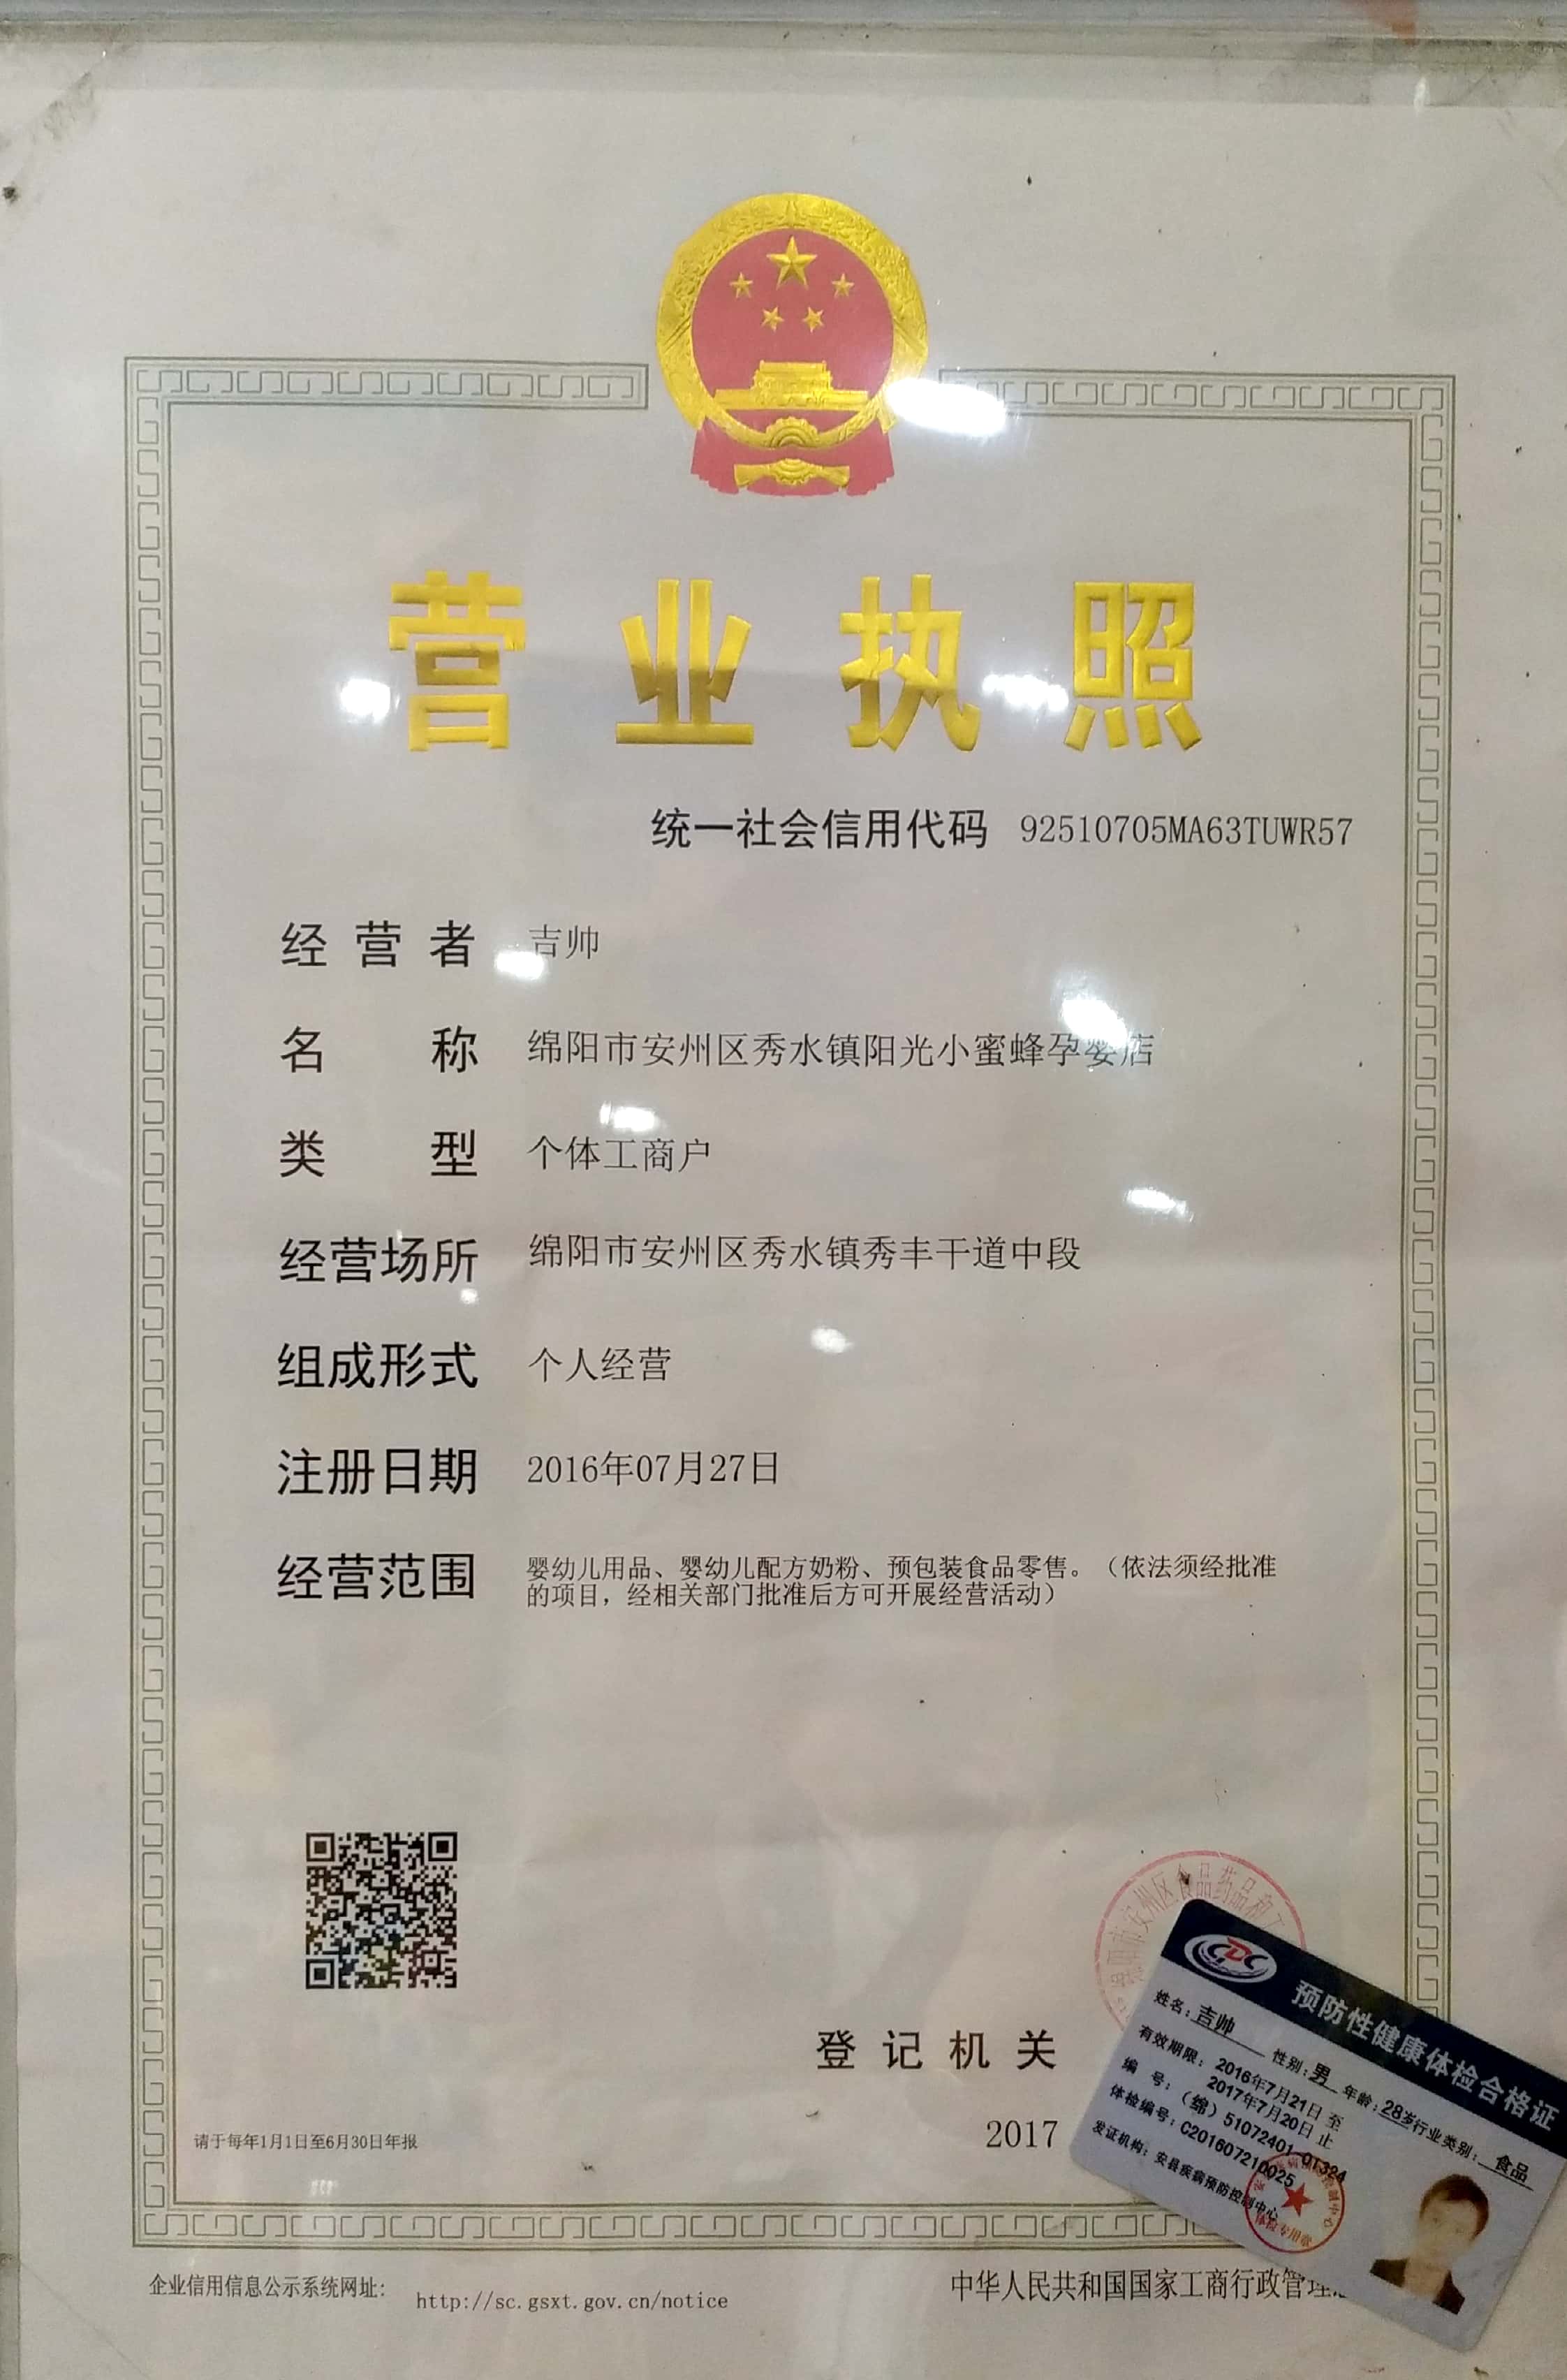 营业执照
统一社会信用代码 92510705MA63TUWR57
经营者 吉帅
名称 绵阳市安州区秀水镇阳光小蜜蜂孕婴店
类型 个体工商户
经营场所 绵阳市安州区秀水镇秀丰干道中段
组成形式 个人经营
注册日期 2016年07月27日
经营范围 婴幼儿用品、婴幼儿配方奶粉、预包装食品零售。（依法须经批准
的项目，经相关部门批准后方可开展经营活动）
阳市安州区食品药品和工
登记机关
2017
请于每年1月1日至6月30日年报
企业信用信息公示系统网址： http://sc.gsxt.gov.cn/notice
中华人民共和国国家工商行政管理
CDC
预防性健康体检合格证
姓名：吉帅 性别：男 年龄：28岁 行业类别：食品
有效期限：2016年7月21日 至
2017年7月20日 止
编号：（绵）51072401-01324
体检编号：C201607210025
发证机构：安县疾病预防控制中心